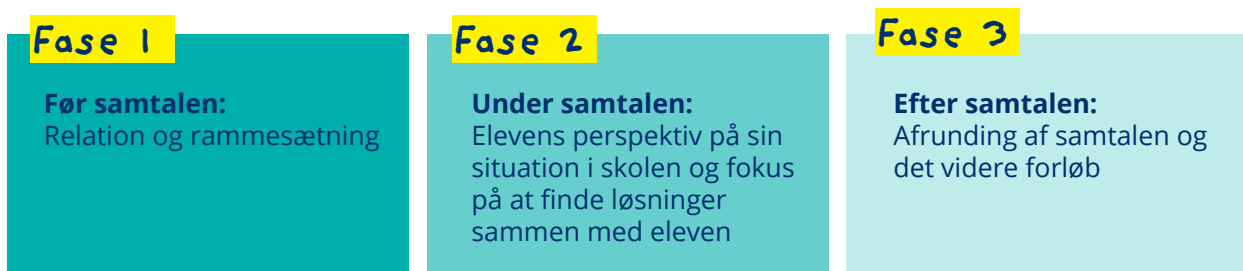 Fase 1
Før samtalen:
Relation og rammesætning
Fase 2
Under samtalen:
Elevens perspektiv på sin
situation i skolen og fokus
på at finde løsninger
sammen med eleven
Fase 3
Efter samtalen:
Afrunding af samtalen og
det videre forløb